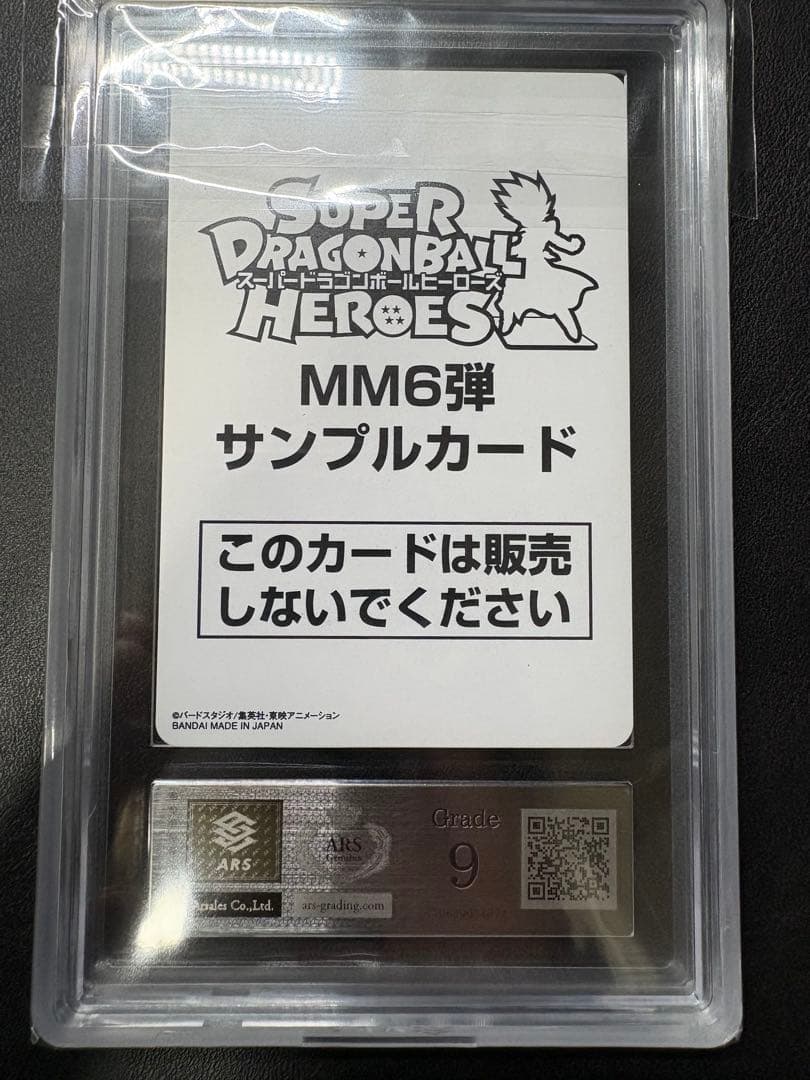 SUPER
DRAGONBALL
スーパードラゴンボールヒーローズ
HEROES
MM6弾
サンプルカード
このカードは販売
しないでください
©バードスタジオ/集英社・東映アニメーション
BANDAI MADE IN JAPAN
ARS
Arsales Co.,Ltd.
ARS
Genuine
ars-grading.com
Grade
9